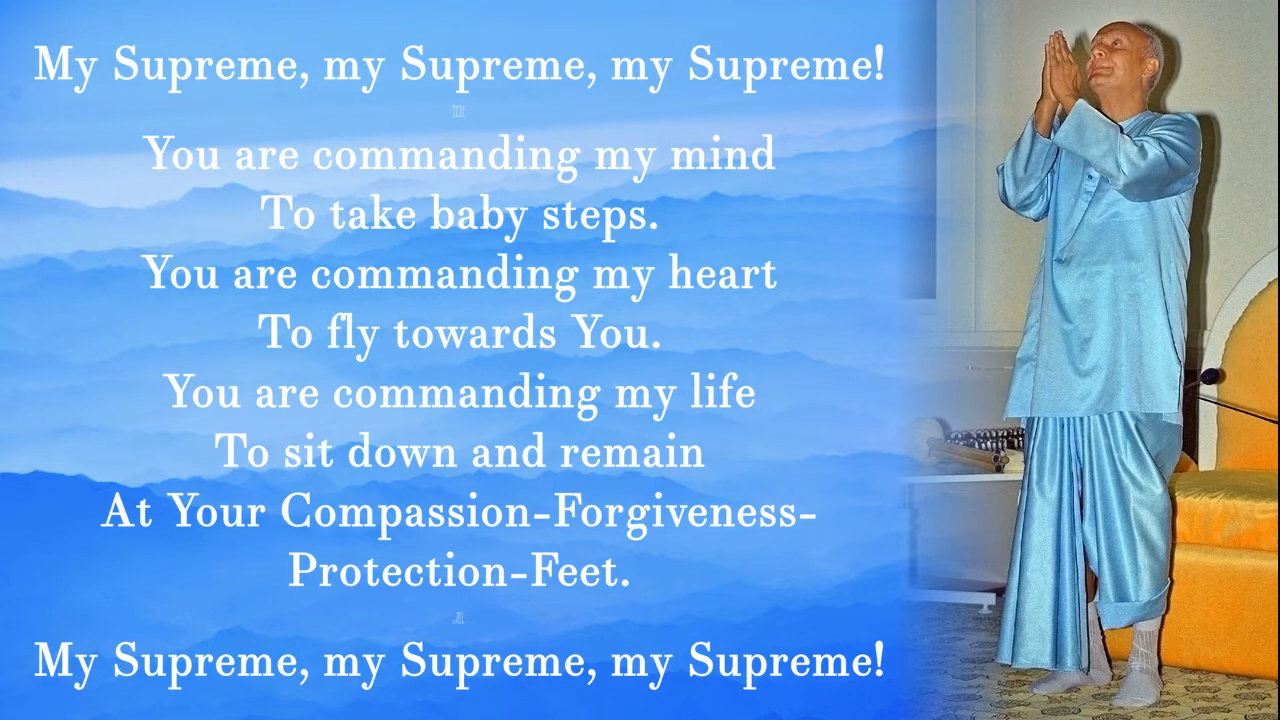 My Supreme, my Supreme, my Supreme!
You are commanding my mind
To take baby steps.
You are commanding my heart
To fly towards You.
You are commanding my life
To sit down and remain
At Your Compassion-Forgiveness-
Protection-Feet.
My Supreme, my Supreme, my Supreme!